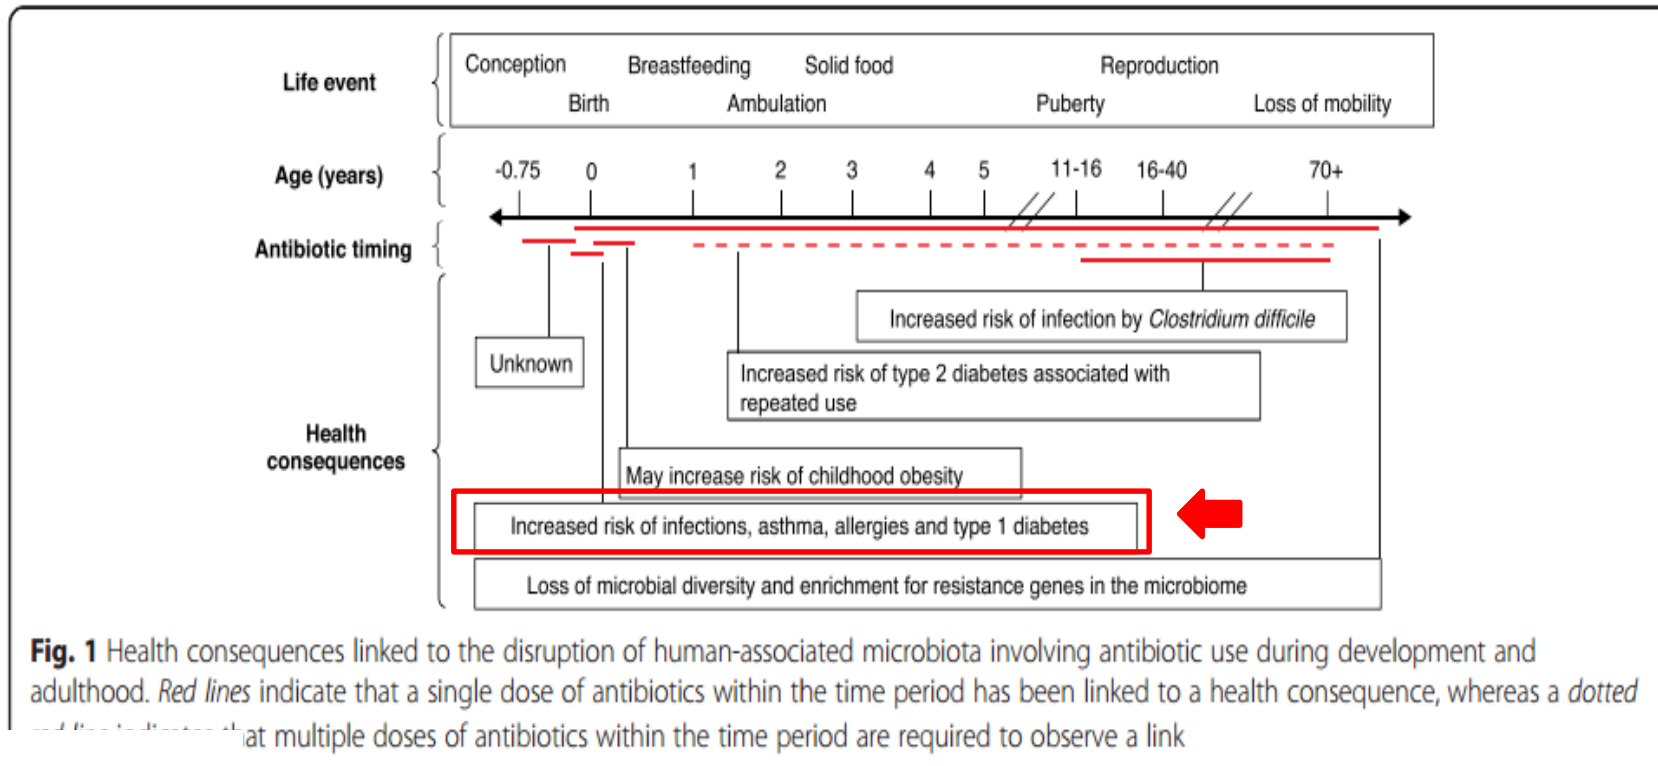 Life event
Conception Breastfeeding Solid food Reproduction
Birth Ambulation Puberty Loss of mobility
Age (years)
-0.75 0 1 2 3 4 5 11-16 16-40 70+
Antibiotic timing
Increased risk of infection by Clostridium difficile
Unknown
Increased risk of type 2 diabetes associated with
repeated use
Health
consequences
May increase risk of childhood obesity
Increased risk of infections, asthma, allergies and type 1 diabetes
Loss of microbial diversity and enrichment for resistance genes in the microbiome
Fig. 1 Health consequences linked to the disruption of human-associated microbiota involving antibiotic use during development and
adulthood. Red lines indicate that a single dose of antibiotics within the time period has been linked to a health consequence, whereas a dotted
that multiple doses of antibiotics within the time period are required to observe a link